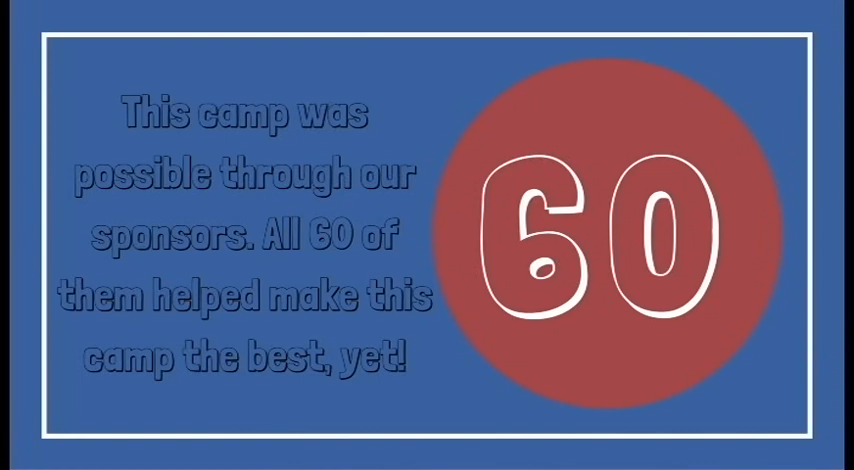 This camp was
possible through our
sponsors. All 60 of
them helped make this
camp the best, yet!
60